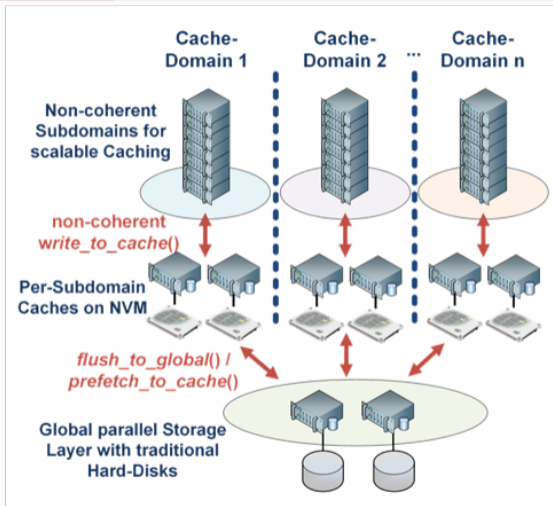 Cache-
Domain 1
Cache-
Domain 2
...
Cache-
Domain n
Non-coherent
Subdomains for
scalable Caching
non-coherent
write_to_cache()
Per-Subdomain
Caches on NVM
flush_to_global() /
prefetch_to_cache()
Global parallel Storage
Layer with traditional
Hard-Disks